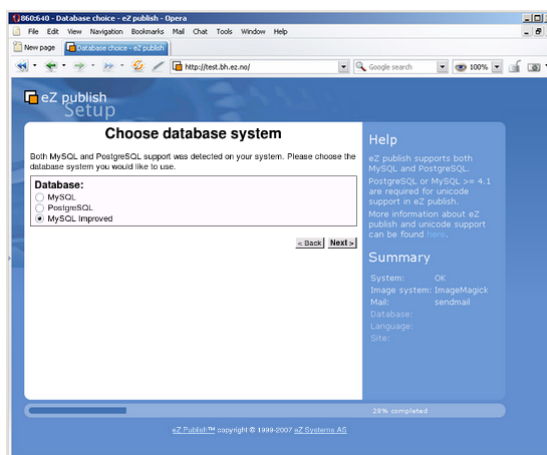 860:640 - Database choice - eZ publish - Opera
File Edit View Navigation Bookmarks Mail Chat Tools Window Help
New page Database choice - eZ publish
http://test.bh.ez.no/ Google search 100%
eZ publish
Setup
Choose database system
Both MySQL and PostgreSQL support was detected on your system. Please choose the
database system you would like to use.
Database:
MySQL
PostgreSQL
MySQL Improved
< Back Next >
Help
eZ publish supports both
MySQL and PostgreSQL.
PostgreSQL or MySQL >= 4.1
are required for unicode
support in eZ publish.
More information about eZ
publish and unicode support
can be found here.
Summary
System: OK
Image system: ImageMagick
Mail: sendmail
Database:
Language:
Site:
28% completed
eZ Publish™ copyright © 1999-2007 eZ Systems AS